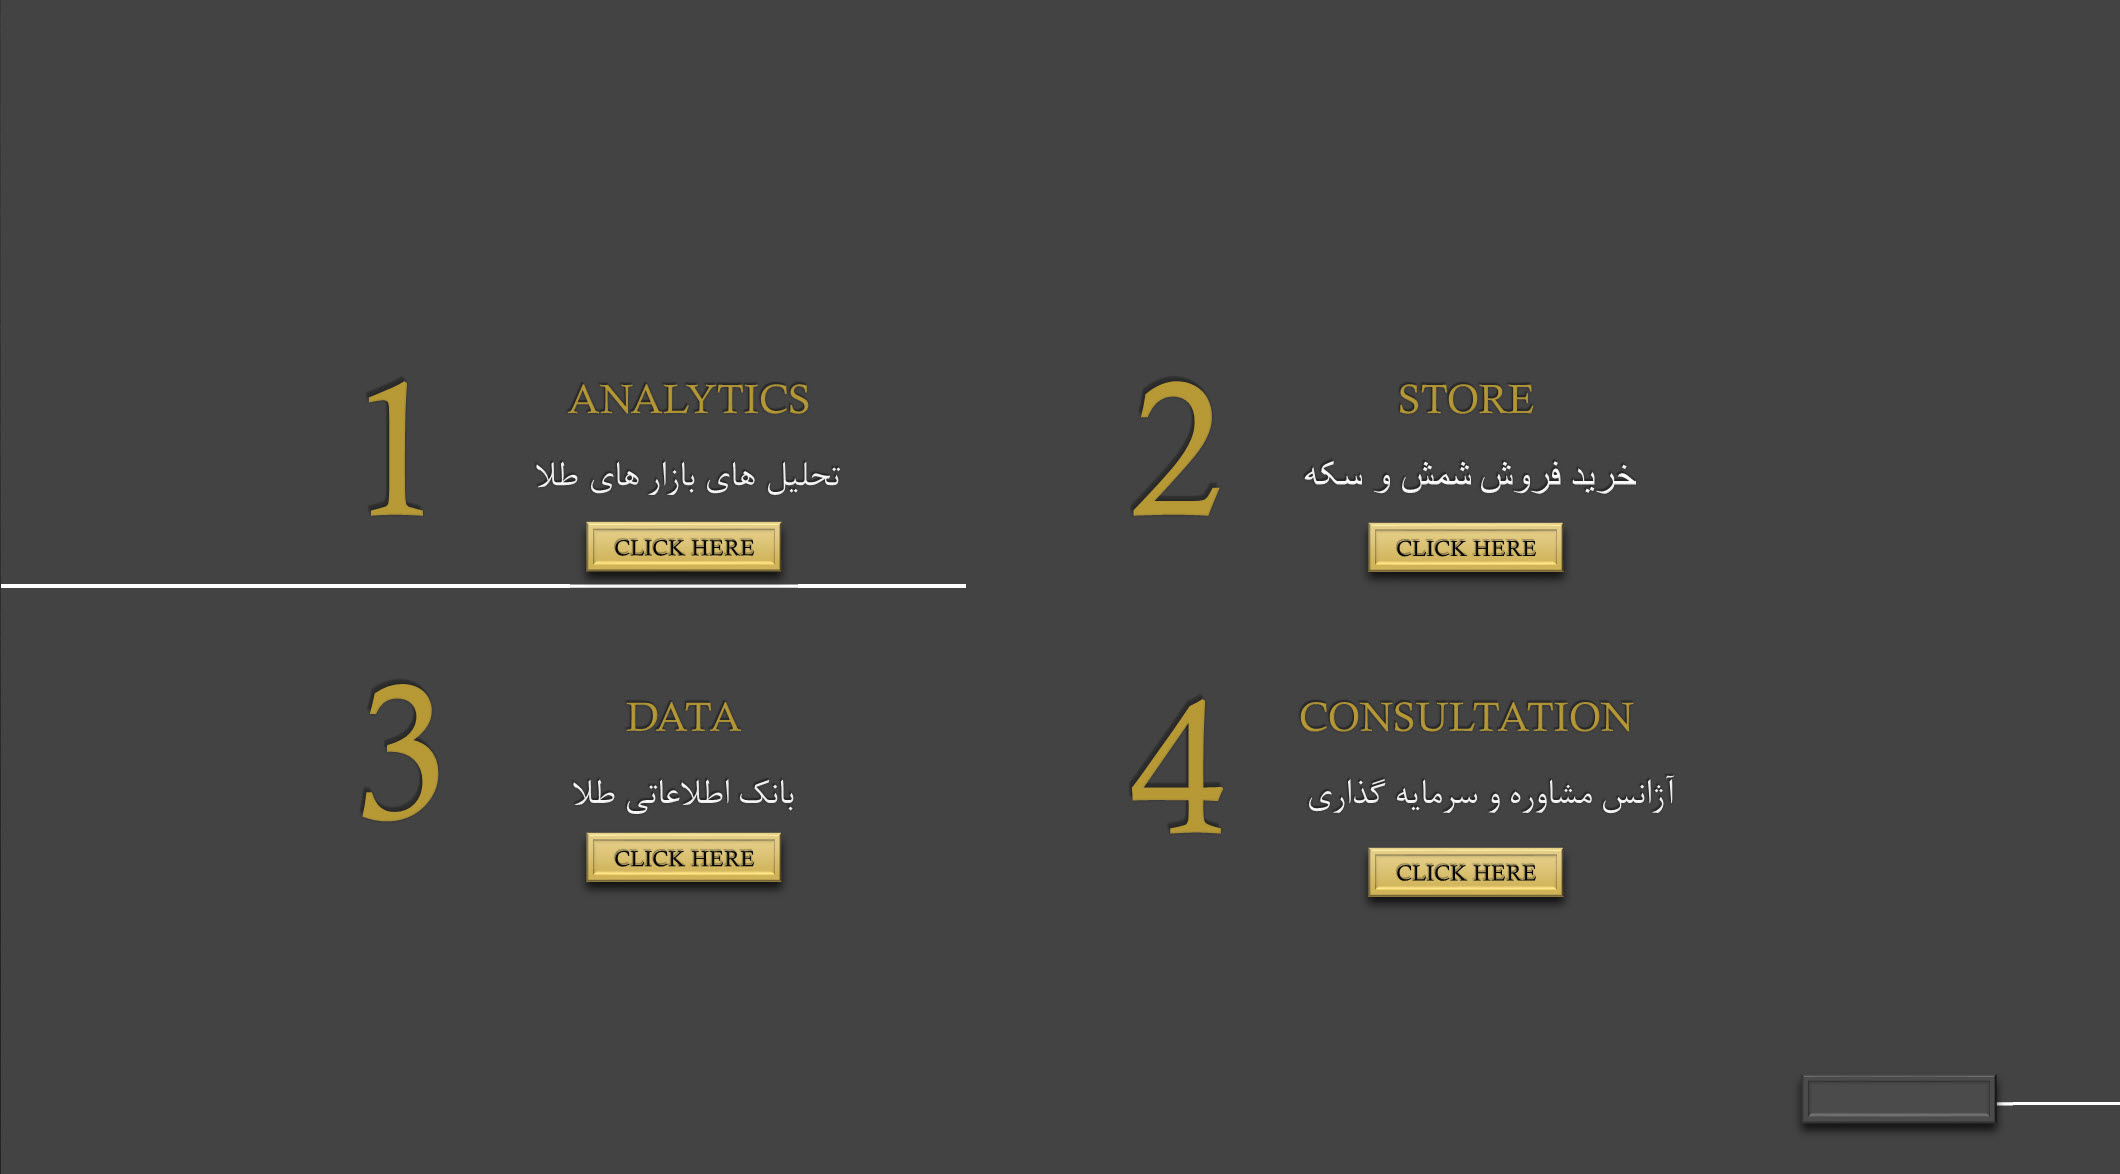 1
ANALYTICS
تحلیل های بازار های طلا
CLICK HERE
2
STORE
خرید فروش شمش و سکه
CLICK HERE
3
DATA
بانک اطلاعاتی طلا
CLICK HERE
4
CONSULTATION
آژانس مشاوره و سرمایه گذاری
CLICK HERE